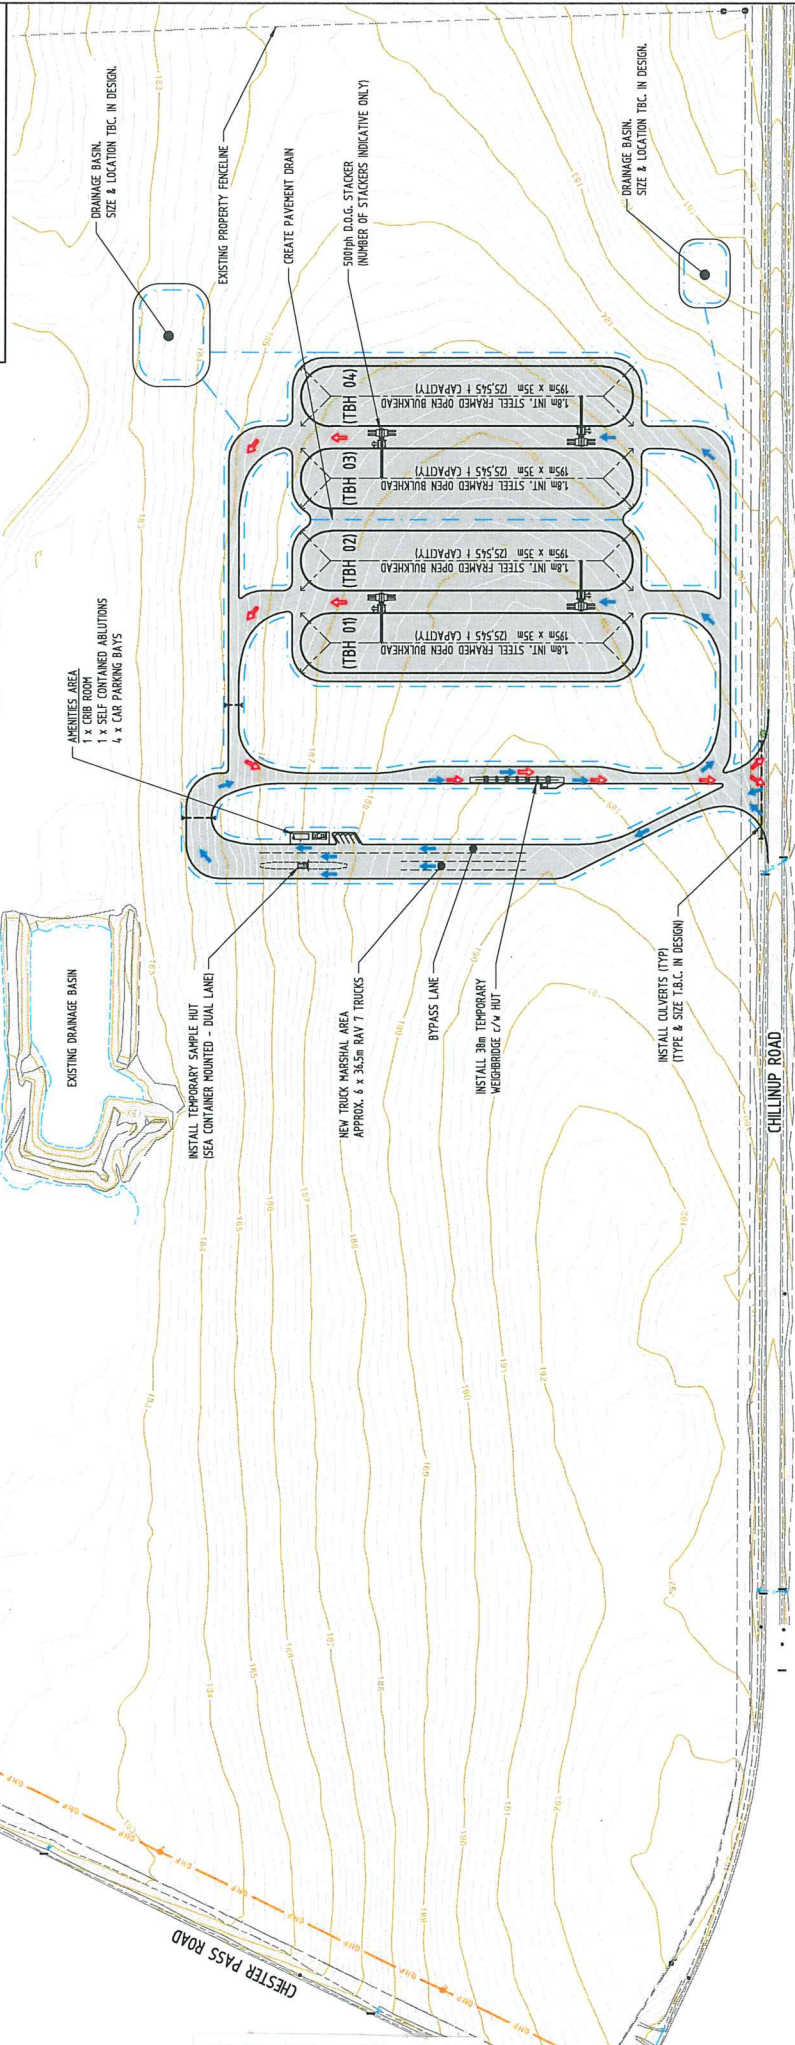 DRAINAGE BASIN.
SIZE & LOCATION TBC. IN DESIGN.
EXISTING PROPERTY FENCELINE
CREATE PAVEMENT DRAIN
500tph D.O.G. STACKER
(NUMBER OF STACKERS INDICATIVE ONLY)
DRAINAGE BASIN.
SIZE & LOCATION TBC. IN DESIGN.
AMENITIES AREA
1 x CRIB ROOM
1 x SELF CONTAINED ABLUTIONS
4 x CAR PARKING BAYS
(TBH 01)
1.8m INT. STEEL FRAMED OPEN BULKHEAD
195m x 35m (25,545 t CAPACITY)
(TBH 02)
1.8m INT. STEEL FRAMED OPEN BULKHEAD
195m x 35m (25,545 t CAPACITY)
(TBH 03)
1.8m INT. STEEL FRAMED OPEN BULKHEAD
195m x 35m (25,545 t CAPACITY)
(TBH 04)
1.8m INT. STEEL FRAMED OPEN BULKHEAD
195m x 35m (25,545 t CAPACITY)
EXISTING DRAINAGE BASIN
INSTALL TEMPORARY SAMPLE HUT
(SEA CONTAINER MOUNTED - DUAL LANE)
NEW TRUCK MARSHAL AREA
APPROX. 6 x 36.5m RAV 7 TRUCKS
BYPASS LANE
INSTALL 38m TEMPORARY
WEIGHBRIDGE c/w HUT
INSTALL CULVERTS (TYP)
(TYPE & SIZE T.B.C. IN DESIGN)
CHILLINUP ROAD
CHESTER PASS ROAD